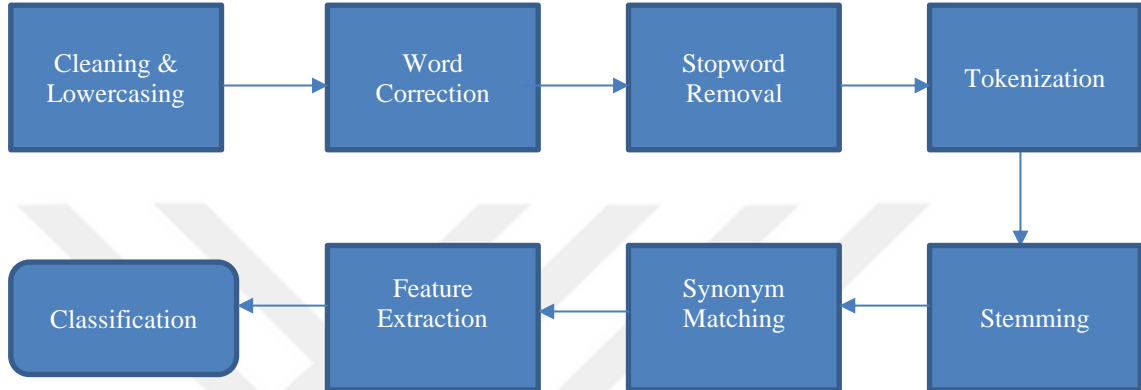 Cleaning &
Lowercasing
Word
Correction
Stopword
Removal
Tokenization
Stemming
Synonym
Matching
Feature
Extraction
Classification